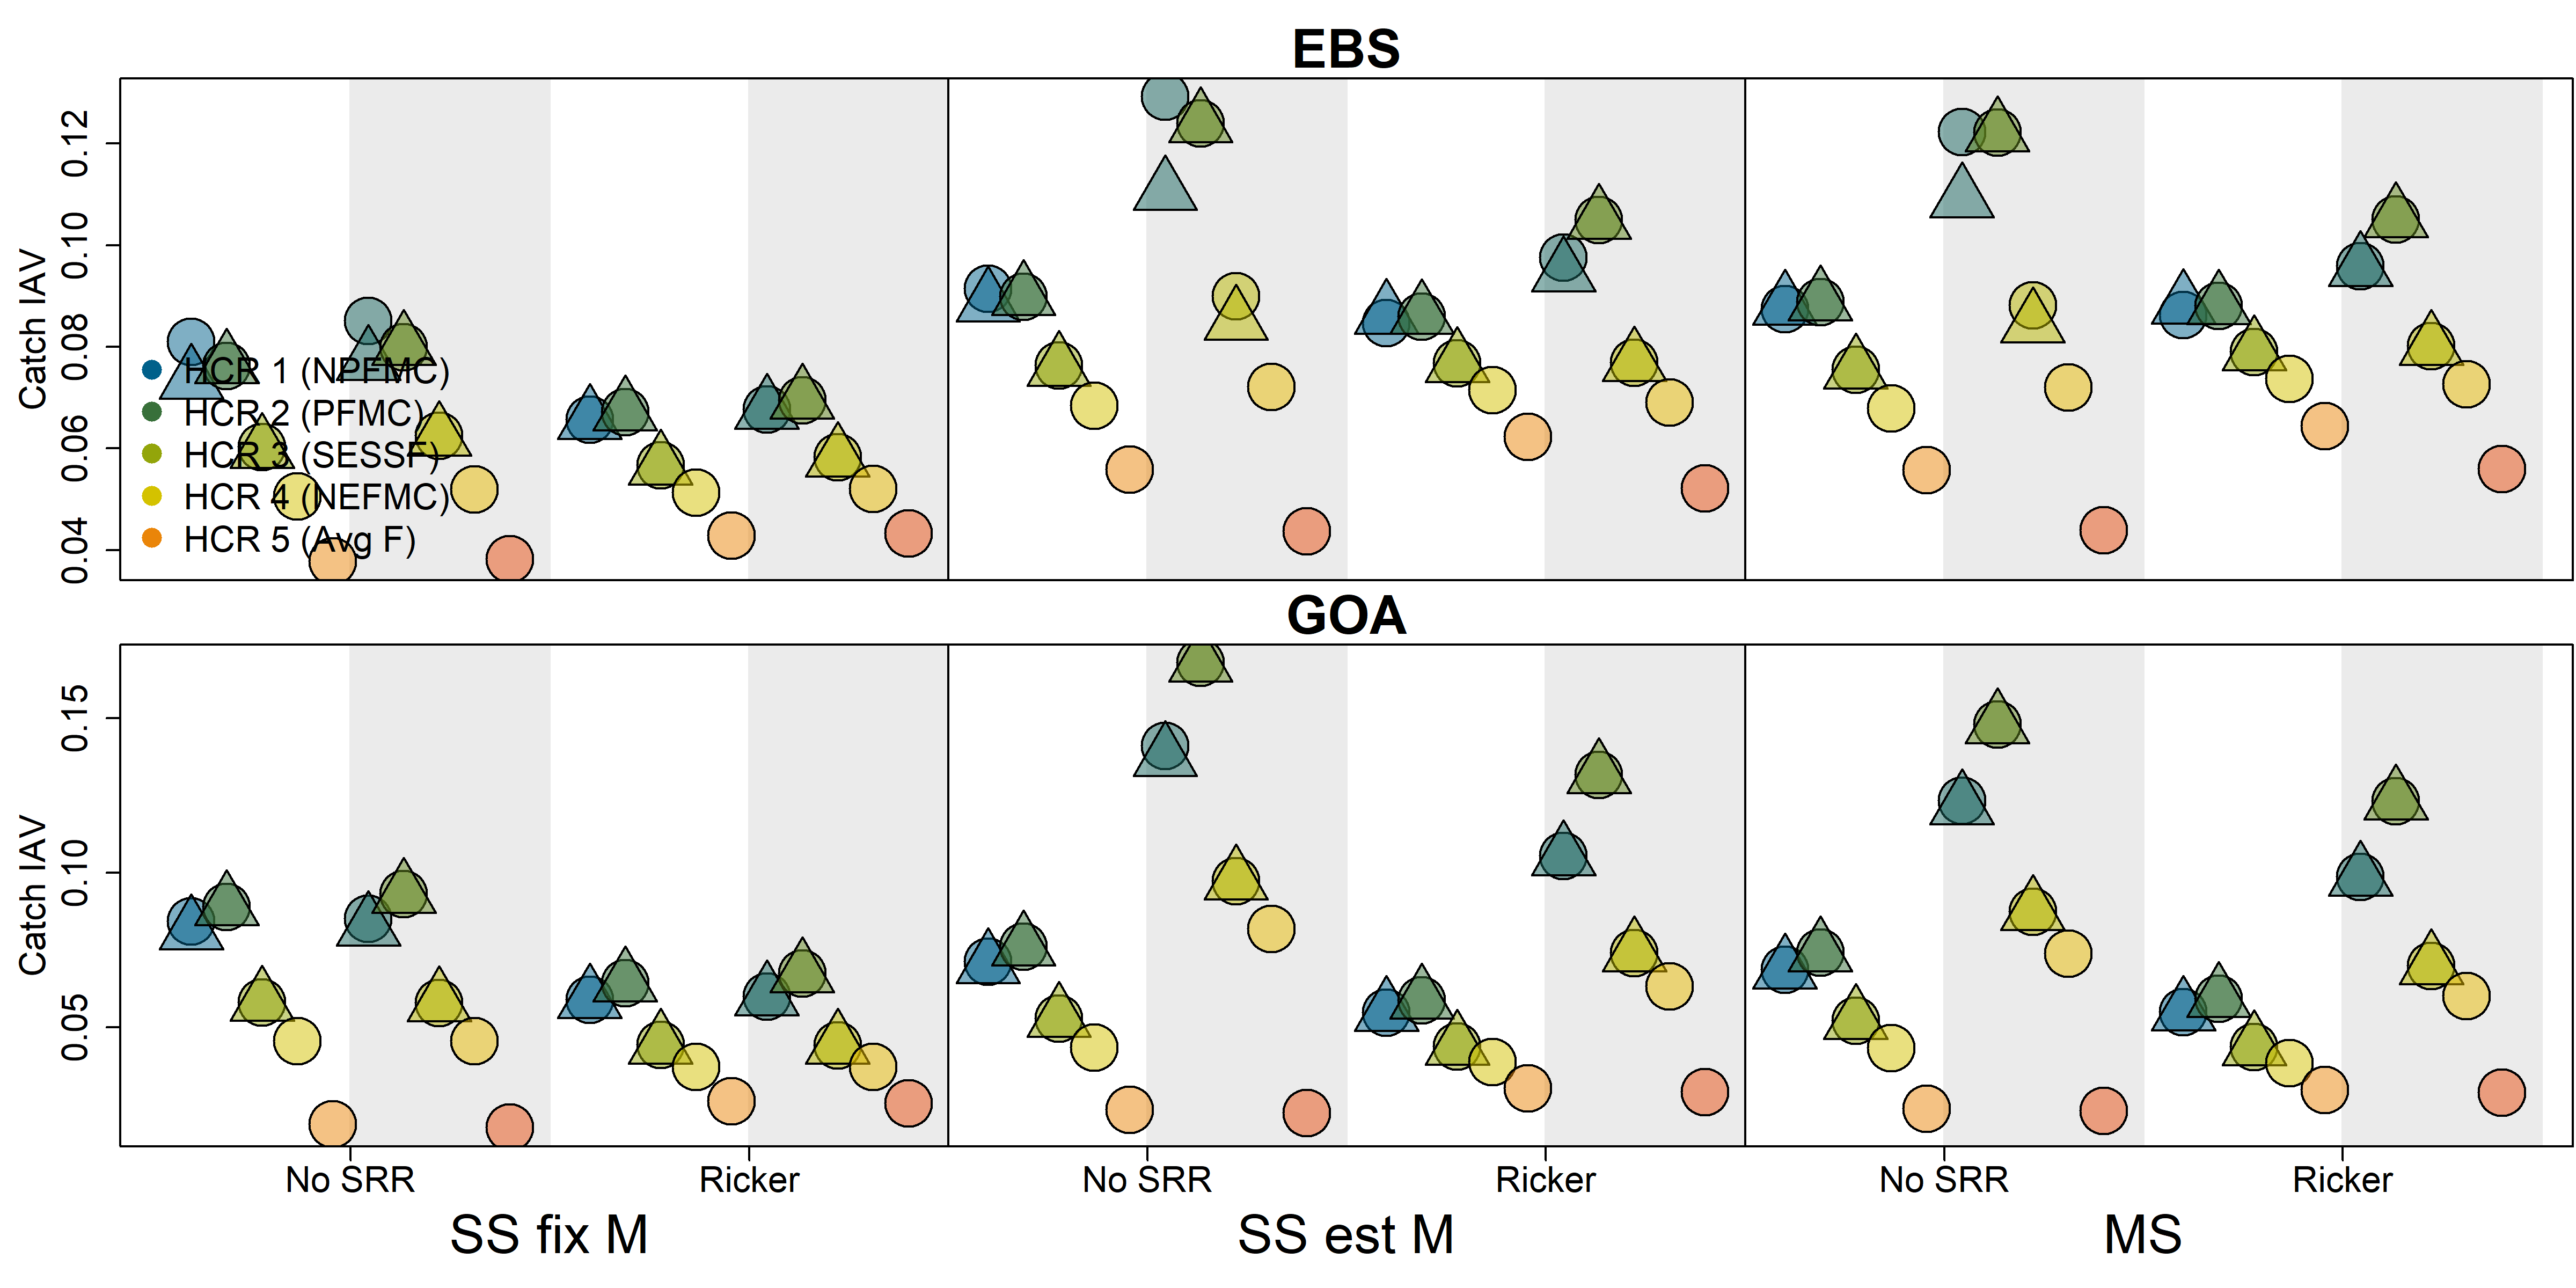 EBS
Catch IAV
0.12
0.10
0.08
0.06
0.04
HCR 1 (NPFMC)
HCR 2 (PFMC)
HCR 3 (SESSF)
HCR 4 (NEFMC)
HCR 5 (Avg F)
GOA
Catch IAV
0.15
0.10
0.05
No SRR Ricker No SRR Ricker No SRR Ricker
SS fix M SS est M MS